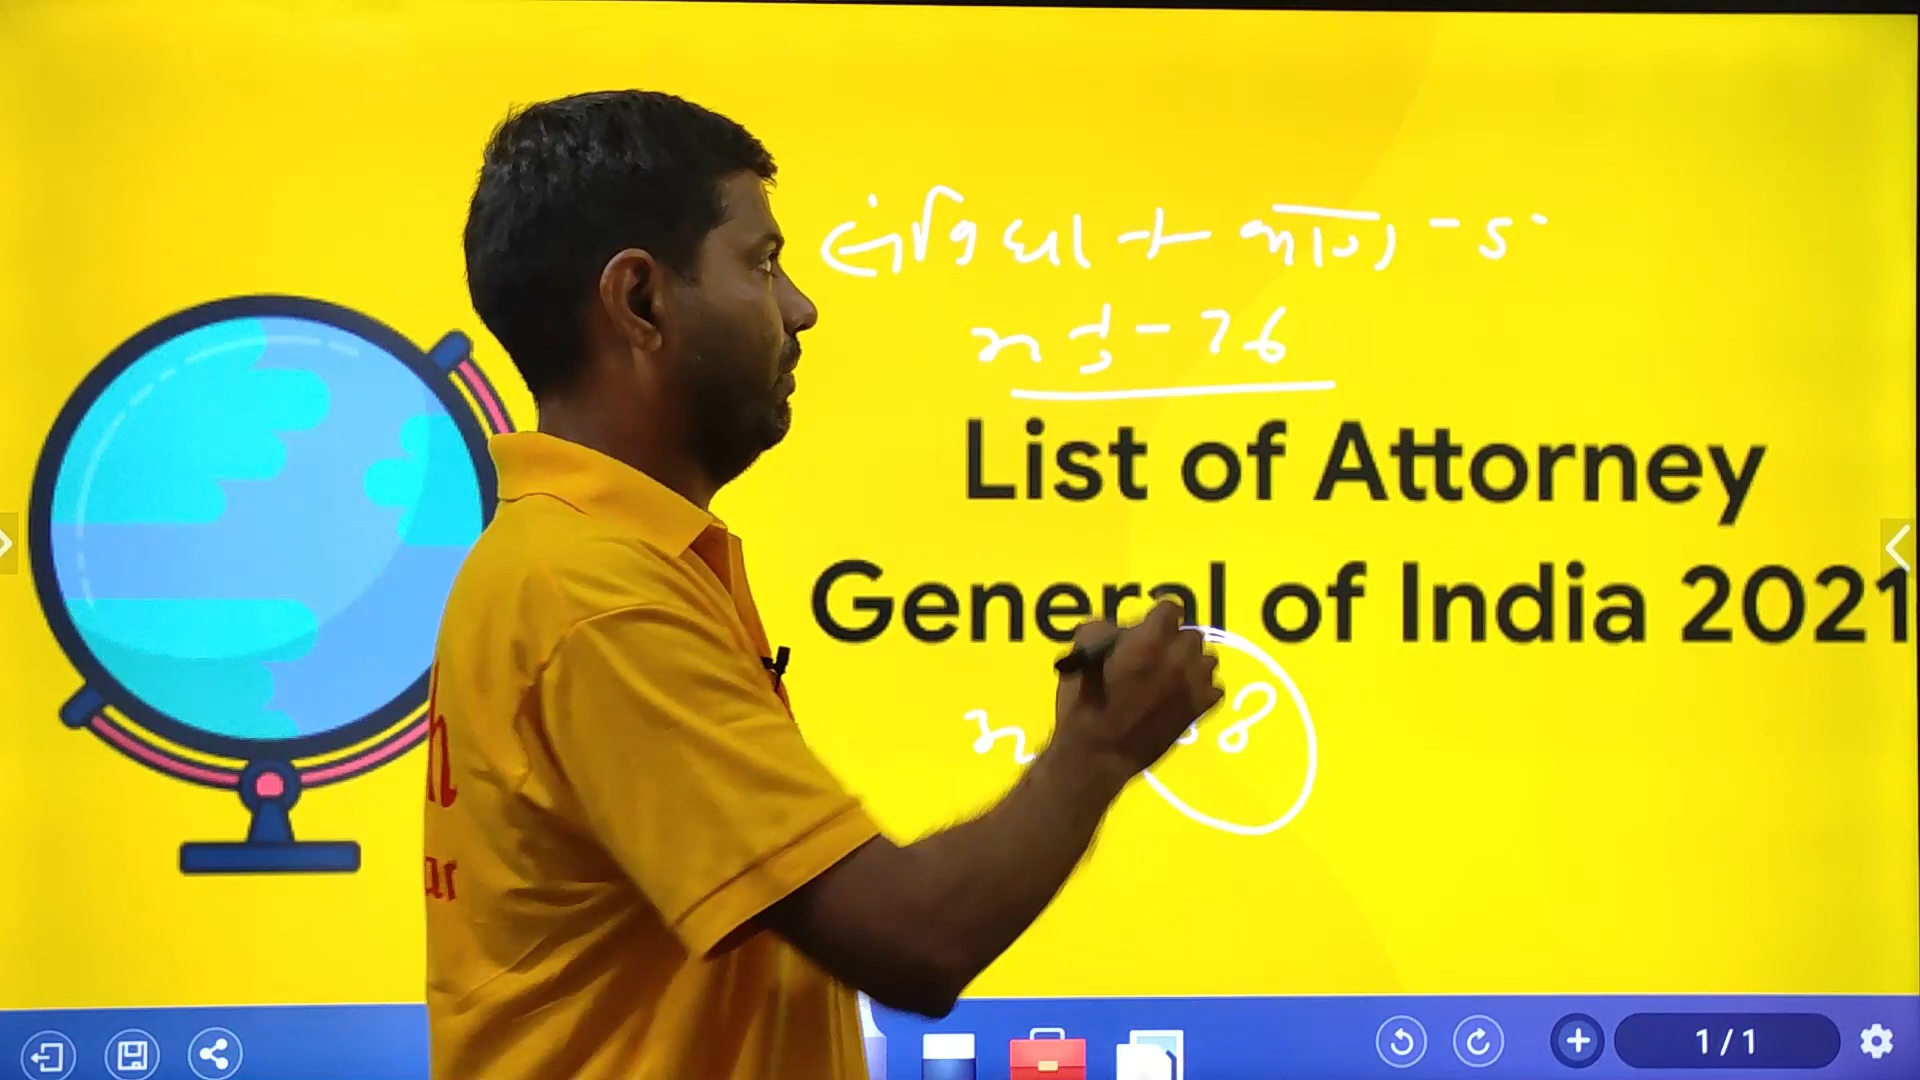 संविधान + भाग - 5
अनु - 76
List of Attorney
General of India 2021
1 / 1